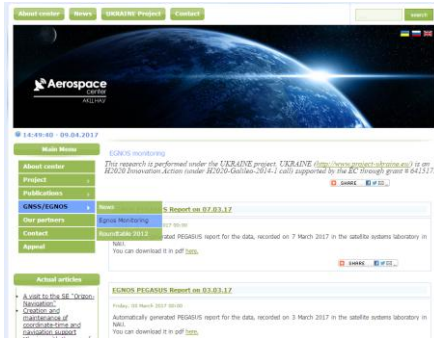 About center News UKRAINE Project Contact
search
Aerospace
center
14:49:40 - 09.04.2017
Main Menu
About center
Project
Publications
GNSS/EGNOS
Our partners
Contact
Appeal
News
Egnos Monitoring
Roundtable 2012
Actual articles
A visit to the SE "Orizon-
Navigation"
Creation and
maintenance of
coordinate-time and
navigation support
EGNOS monitoring
This research is performed under the UKRAINE project. UKRAINE (http://www.project-ukraine.eu/) is an
H2020 Innovation Action (under H2020-Galileo-2014-1 call) supported by the EC through grant # 641517.
SHARE
US Report on 07.03.17
2017 00:00
ated PEGASUS report for the data, recorded on 7 March 2017 in the satellite systems laboratory in
NAU.
You can download it in pdf here.
SHARE
EGNOS PEGASUS Report on 03.03.17
Friday, 03 March 2017 00:00
Automatically generated PEGASUS report for the data, recorded on 3 March 2017 in the satellite systems laboratory in
NAU.
You can download it in pdf here.